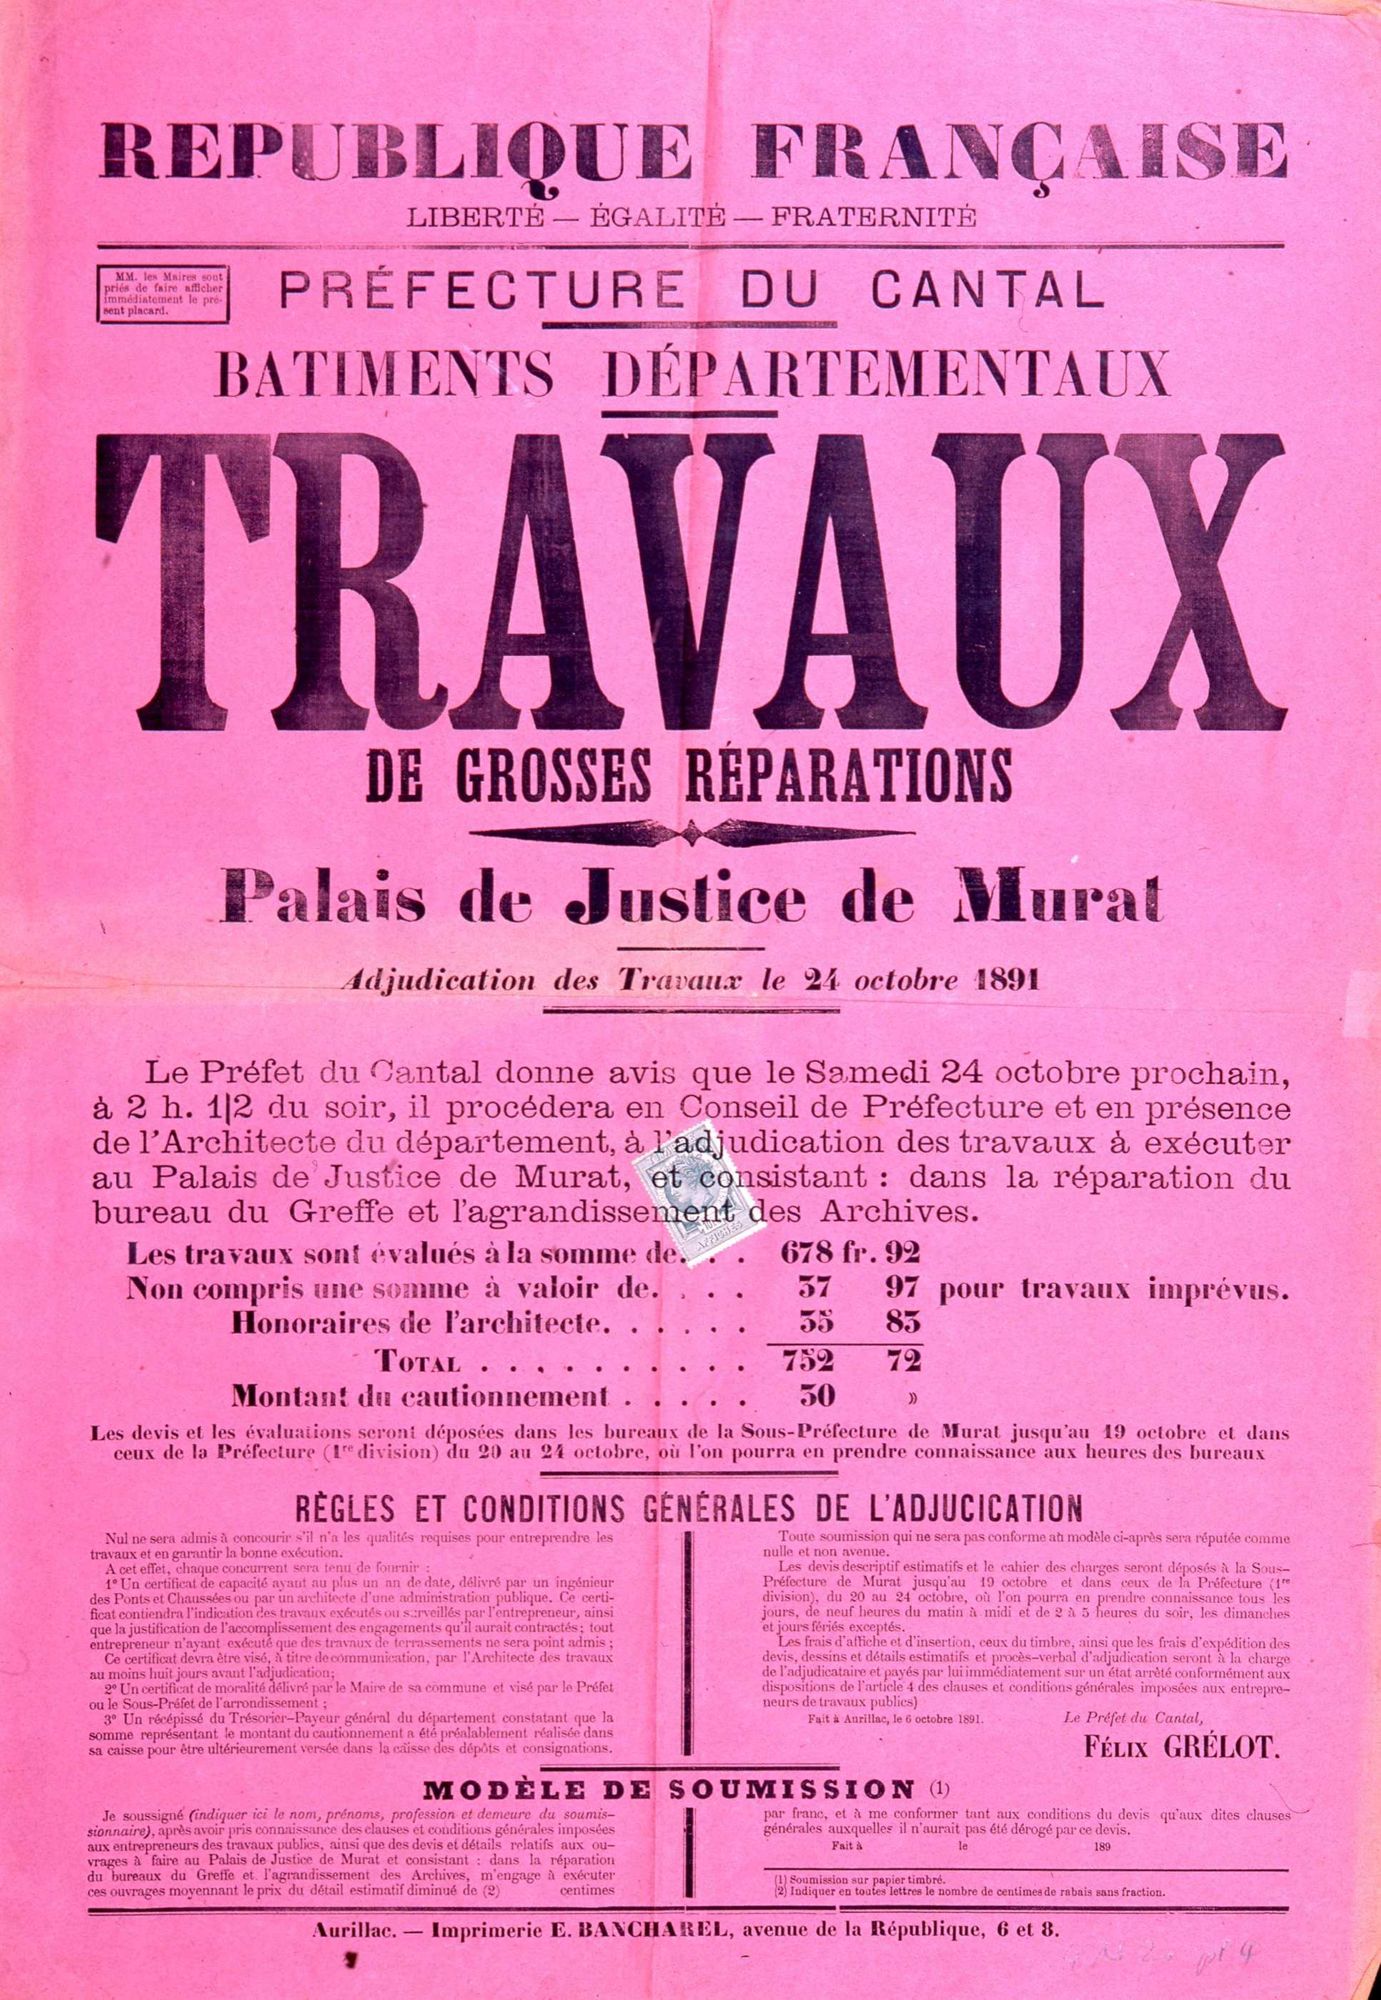 REPUBLIQUE FRANÇAISE
LIBERTÉ — ÉGALITÉ — FRATERNITÉ
MM. les Maires sont
priés de faire afficher
immédiatement le pré-
sent placard.
PRÉFECTURE DU CANTAL
BATIMENTS DÉPARTEMENTAUX
TRAVAUX
DE GROSSES RÉPARATIONS
Palais de Justice de Murat
Adjudication des Travaux le 24 octobre 1891
Le Préfet du Cantal donne avis que le Samedi 24 octobre prochain,
à 2 h. 1|2 du soir, il procédera en Conseil de Préfecture et en présence
de l'Architecte du département, à l'adjudication des travaux à exécuter
au Palais de Justice de Murat, et consistant : dans la réparation du
bureau du Greffe et l'agrandissement des Archives.
Les travaux sont évalués à la somme de. . . 678 fr. 92
Non compris une somme à valoir de. . . . 37 97 pour travaux imprévus.
Honoraires de l'architecte. . . . . . 35 83
TOTAL . . . . . . . . . . 752 72
Montant du cautionnement . . . . . 30 »
Les devis et les évaluations seront déposées dans les bureaux de la Sous-Préfecture de Murat jusqu'au 19 octobre et dans
ceux de la Préfecture (1re division) du 20 au 24 octobre, où l'on pourra en prendre connaissance aux heures des bureaux
RÈGLES ET CONDITIONS GÉNÉRALES DE L'ADJUCICATION
Nul ne sera admis à concourir s'il n'a les qualités requises pour entreprendre les
travaux et en garantir la bonne exécution.
A cet effet, chaque concurrent sera tenu de fournir :
1° Un certificat de capacité ayant au plus un an de date, délivré par un ingénieur
des Ponts et Chaussées ou par un architecte d'une administration publique. Ce certi-
ficat contiendra l'indication des travaux exécutés ou surveillés par l'entrepreneur, ainsi
que la justification de l'accomplissement des engagements qu'il aurait contractés ; tout
entrepreneur n'ayant exécuté que des travaux de terrassements ne sera point admis ;
Ce certificat devra être visé, à titre de communication, par l'Architecte des travaux
au moins huit jours avant l'adjudication;
2° Un certificat de moralité délivré par le Maire de sa commune et visé par le Préfet
ou le Sous-Préfet de l'arrondissement ;
3° Un récépissé du Trésorier-Payeur général du département constatant que la
somme représentant le montant du cautionnement a été préalablement réalisée dans
sa caisse pour être ultérieurement versée dans la caisse des dépôts et consignations.
Toute soumission qui ne sera pas conforme au modèle ci-après sera réputée comme
nulle et non avenue.
Les devis descriptif estimatifs et le cahier des charges seront déposés à la Sous-
Préfecture de Murat jusqu'au 19 octobre et dans ceux de la Préfecture (1re
division), du 20 au 24 octobre, où l'on pourra en prendre connaissance tous les
jours, de neuf heures du matin à midi et de 2 à 5 heures du soir, les dimanches
et jours fériés exceptés.
Les frais d'affiche et d'insertion, ceux du timbre, ainsi que les frais d'expédition des
devis, dessins et détails estimatifs et procès-verbal d'adjudication seront à la charge
de l'adjudicataire et payés par lui immédiatement sur un état arrêté conformément aux
dispositions de l'article 4 des clauses et conditions générales imposées aux entrepre-
neurs de travaux publics)
Fait à Aurillac, le 6 octobre 1891.
Le Préfet du Cantal,
FÉLIX GRÉLOT.
MODÈLE DE SOUMISSION (1)
Je soussigné (indiquer ici le nom, prénoms, profession et demeure du soumis-
sionnaire), après avoir pris connaissance des clauses et conditions générales imposées
aux entrepreneurs des travaux publics, ainsi que des devis et détails relatifs aux ou-
vrages à faire au Palais de Justice de Murat et consistant : dans la réparation
du bureaux du Greffe et l'agrandissement des Archives, m'engage à exécuter
ces ouvrages moyennant le prix du détail estimatif diminué de (2) centimes
par franc, et à me conformer tant aux conditions du devis qu'aux dites clauses
générales auxquelles il n'aurait pas été dérogé par ce devis.
Fait à le 189
(1) Soumission sur papier timbré.
(2) Indiquer en toutes lettres le nombre de centimes de rabais sans fraction.
Aurillac. — Imprimerie E. BANCHAREL, avenue de la République, 6 et 8.